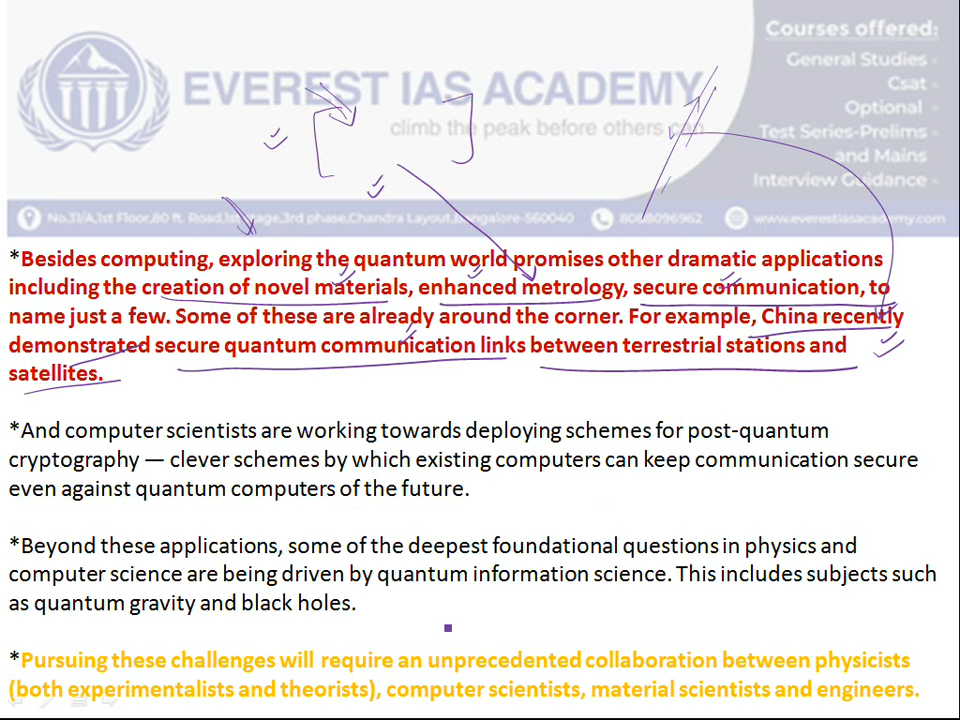 Courses offered:
General Studies
EVEREST IAS ACADEMY
Csat
Optional
climb the peak before others can
Test Series-Prelims
and Mains
Interview Guidance
No.31/A,1st Floor,80 ft. Road, 3rd phase,Chandra Layout, -560040
www.everestiasacademy.com
*Besides computing, exploring the quantum world promises other dramatic applications
including the creation of novel materials, enhanced metrology, secure communication, to
name just a few. Some of these are already around the corner. For example, China recently
demonstrated secure quantum communication links between terrestrial stations and
satellites.
*And computer scientists are working towards deploying schemes for post-quantum
cryptography — clever schemes by which existing computers can keep communication secure
even against quantum computers of the future.
*Beyond these applications, some of the deepest foundational questions in physics and
computer science are being driven by quantum information science. This includes subjects such
as quantum gravity and black holes.
*Pursuing these challenges will require an unprecedented collaboration between physicists
(both experimentalists and theorists), computer scientists, material scientists and engineers.